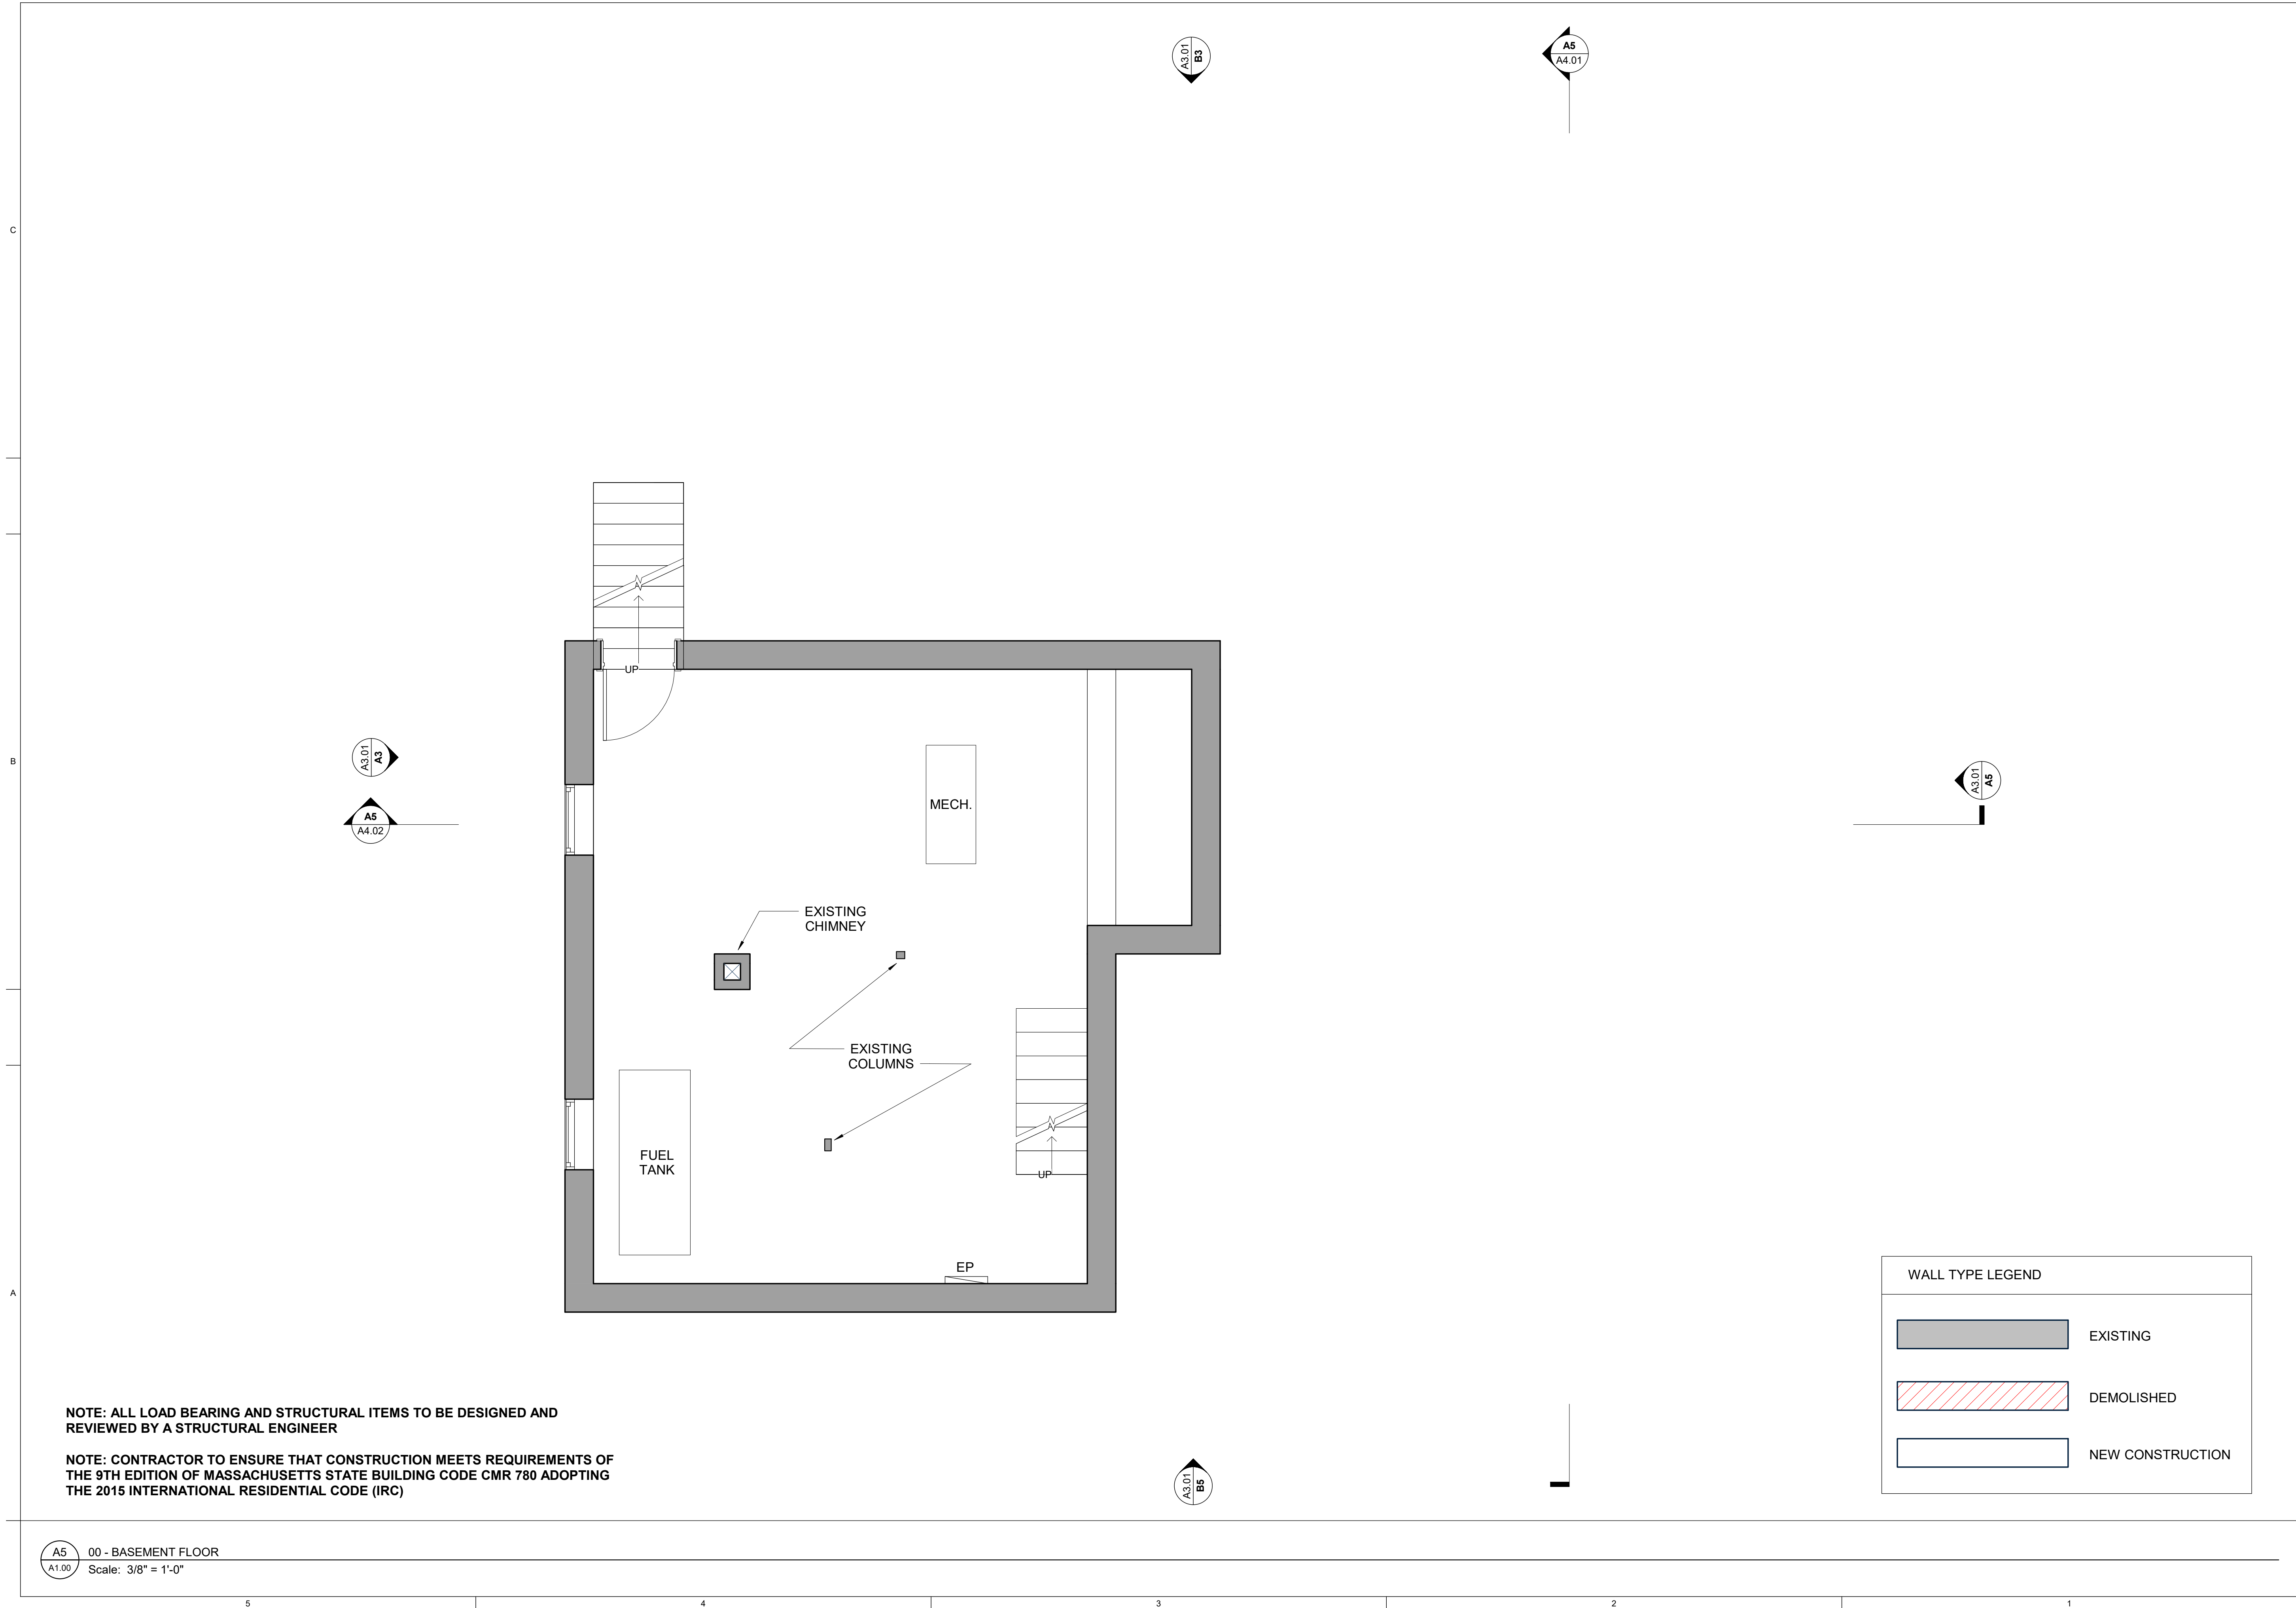 A3.01
B3
A5
A4.01
C
UP
A3.01
A3
B
A5
A4.02
MECH.
A3.01
A5
EXISTING
CHIMNEY
EXISTING
COLUMNS
FUEL
TANK
UP
EP
A
WALL TYPE LEGEND
EXISTING
DEMOLISHED
NEW CONSTRUCTION
NOTE: ALL LOAD BEARING AND STRUCTURAL ITEMS TO BE DESIGNED AND
REVIEWED BY A STRUCTURAL ENGINEER
NOTE: CONTRACTOR TO ENSURE THAT CONSTRUCTION MEETS REQUIREMENTS OF
THE 9TH EDITION OF MASSACHUSETTS STATE BUILDING CODE CMR 780 ADOPTING
THE 2015 INTERNATIONAL RESIDENTIAL CODE (IRC)
A3.01
B5
A5
A1.00
00 - BASEMENT FLOOR
Scale: 3/8" = 1'-0"
5
4
3
2
1